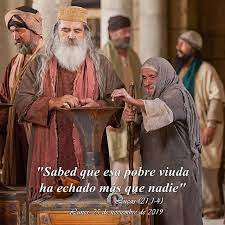 "Sabed que esa pobre viuda
ha echado más que nadie"
Lucas (21,1-4)
Lunes 25 de noviembre de 2019